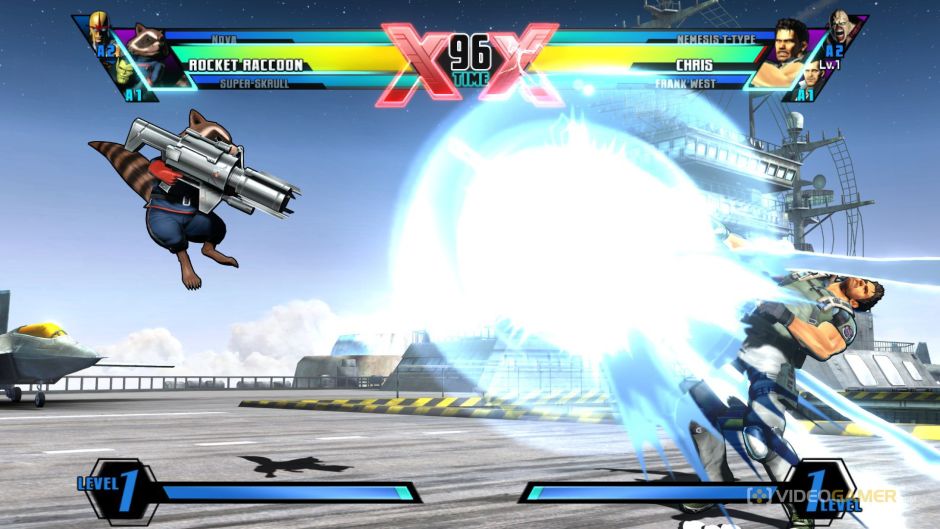 NOVA
ROCKET RACCOON
SUPER-SKRULL
A2
A1
96
TIME
NEMESIS T-TYPE
CHRIS
FRANK WEST
A2
Lv.1
A1
LEVEL 1
1 LEVEL
VIDEOGAMER